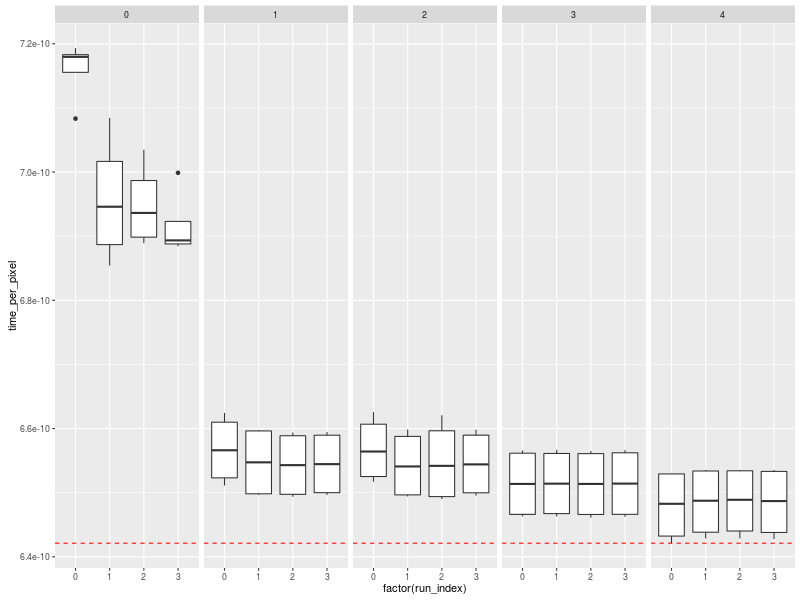 0 1 2 3 4
7.2e-10
7.0e-10
6.8e-10
6.6e-10
6.4e-10
time_per_pixel
0 1 2 3 0 1 2 3 0 1 2 3 0 1 2 3 0 1 2 3
factor(run_index)